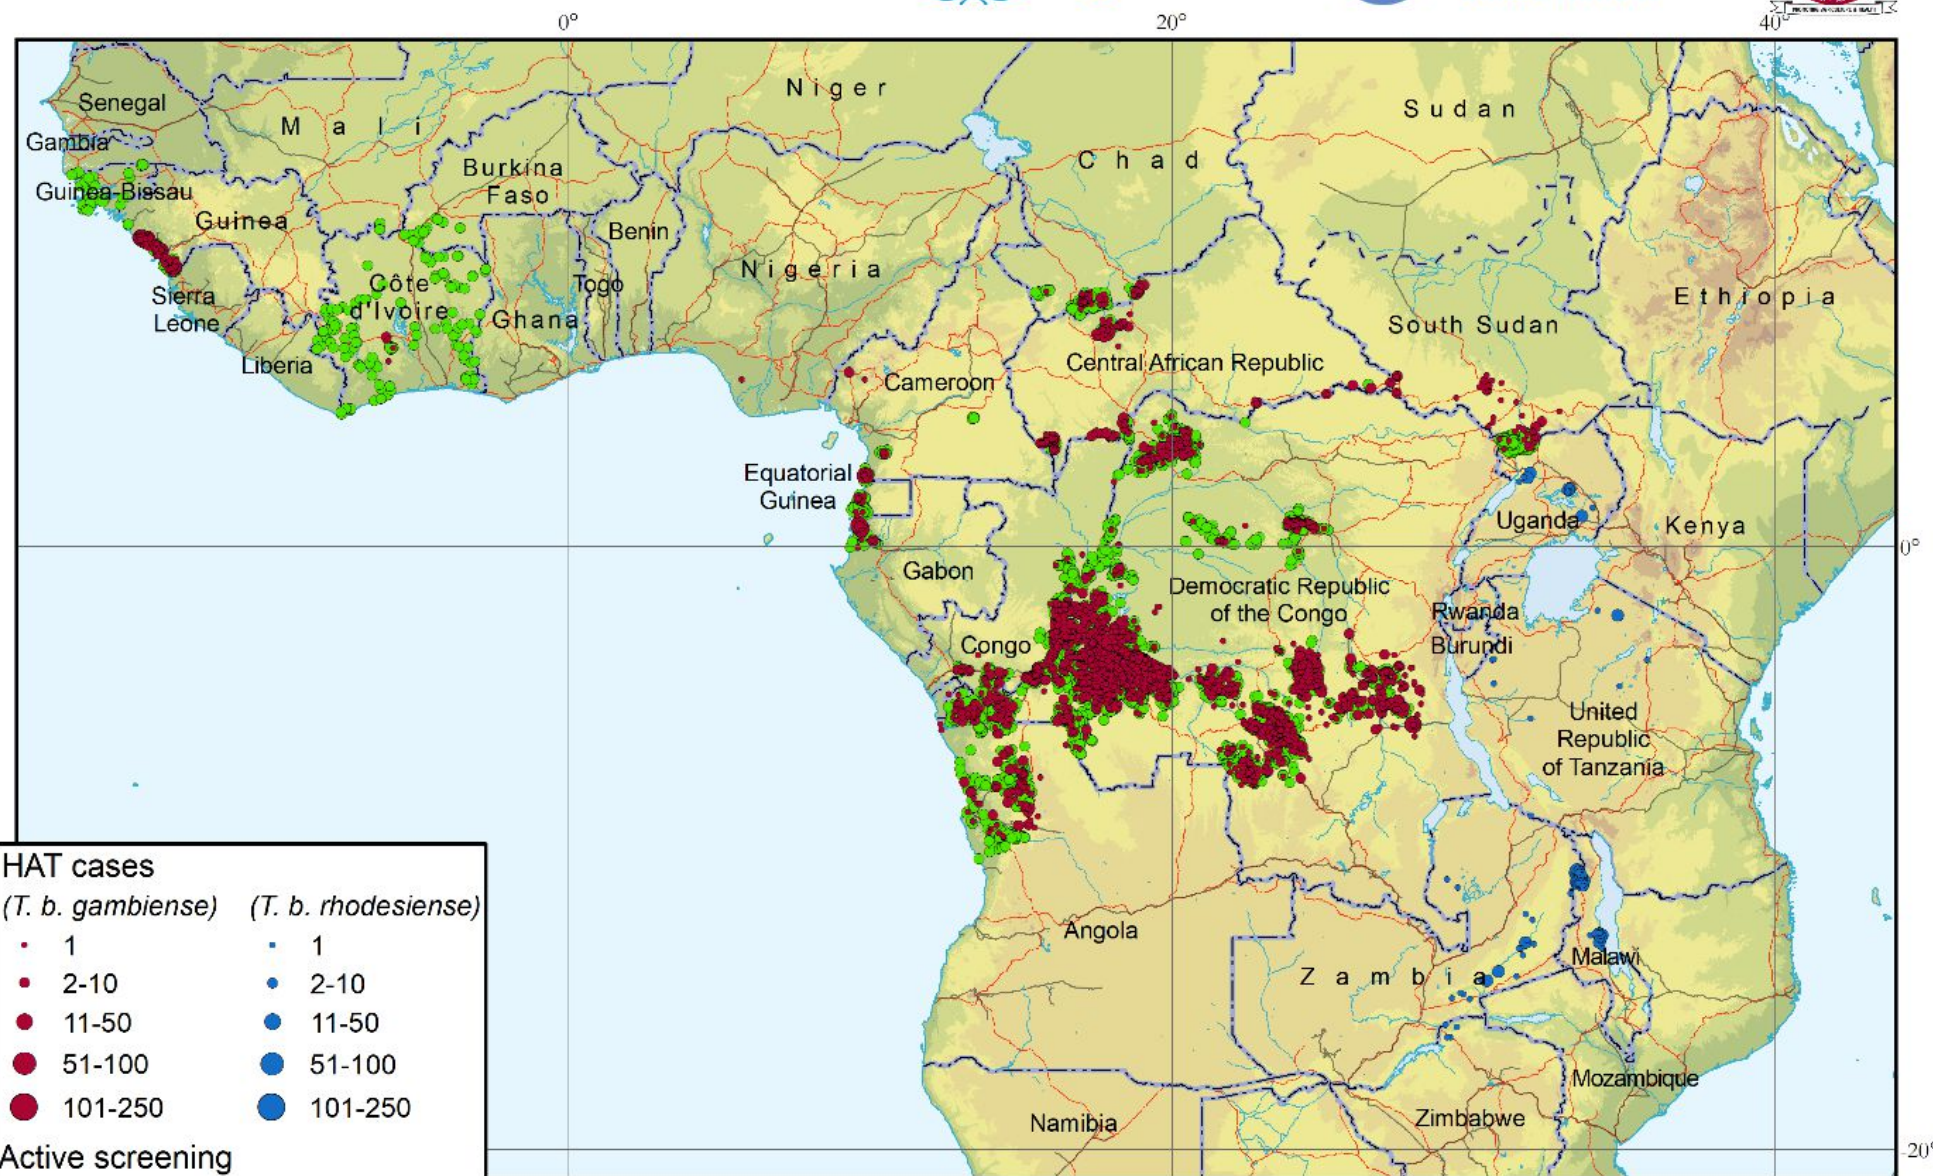 0°
20°
40°
Niger
Sudan
Senegal
Mali
Gambia
Chad
Burkina
Faso
Guinea-Bissau
Guinea
Benin
Nigeria
Côte
d'Ivoire
Togo
Ghana
Sierra
Leone
Ethiopia
South Sudan
Liberia
Central African Republic
Cameroon
Equatorial
Guinea
Uganda
Kenya
0°
Gabon
Democratic Republic
of the Congo
Rwanda
Congo
Burundi
United
Republic
of Tanzania
HAT cases
(T. b. gambiense) (T. b. rhodesiense)
1 1
2-10 2-10
11-50 11-50
51-100 51-100
101-250 101-250
Active screening
Angola
Zambia
Malawi
Mozambique
Namibia
Zimbabwe
-20°